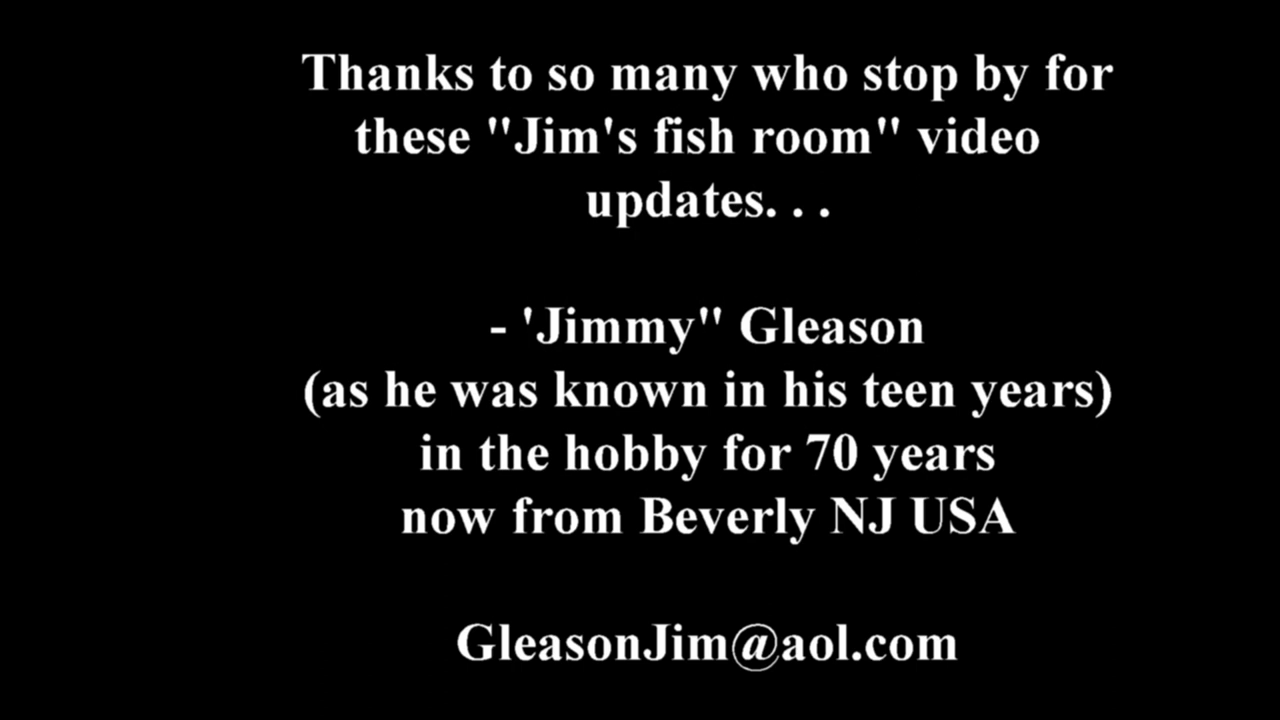 Thanks to so many who stop by for
these "Jim's fish room" video
updates. . .
- 'Jimmy" Gleason
(as he was known in his teen years)
in the hobby for 70 years
now from Beverly NJ USA
GleasonJim@aol.com